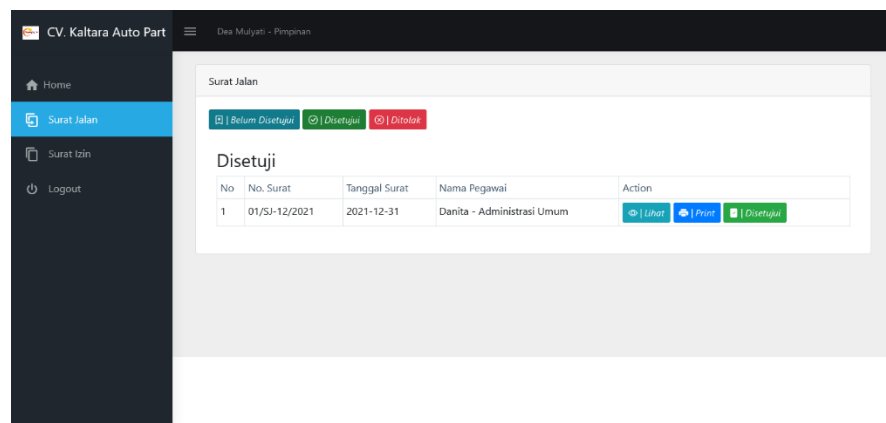 CV. Kaltara Auto Part
Dea Mulyati - Pimpinan
Home
Surat Jalan
Surat Izin
Logout
Surat Jalan
| Belum Disetujui | Disetujui | Ditolak
Disetuji
No No. Surat Tanggal Surat Nama Pegawai Action
1 01/SJ-12/2021 2021-12-31 Danita - Administrasi Umum | Lihat | Print | Disetujui